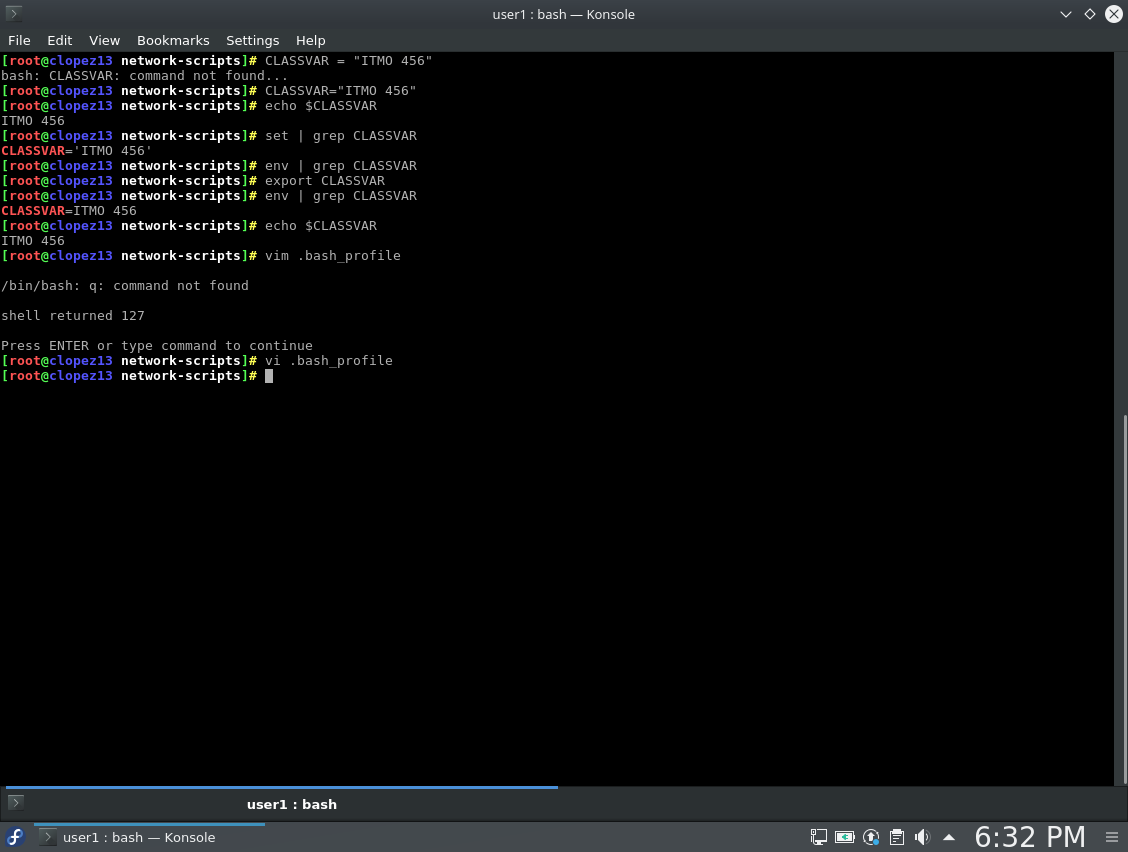 user1 : bash — Konsole
File Edit View Bookmarks Settings Help
[root@clopez13 network-scripts]# CLASSVAR = "ITMO 456"
bash: CLASSVAR: command not found...
[root@clopez13 network-scripts]# CLASSVAR="ITMO 456"
[root@clopez13 network-scripts]# echo $CLASSVAR
ITMO 456
[root@clopez13 network-scripts]# set | grep CLASSVAR
CLASSVAR='ITMO 456'
[root@clopez13 network-scripts]# env | grep CLASSVAR
[root@clopez13 network-scripts]# export CLASSVAR
[root@clopez13 network-scripts]# env | grep CLASSVAR
CLASSVAR=ITMO 456
[root@clopez13 network-scripts]# echo $CLASSVAR
ITMO 456
[root@clopez13 network-scripts]# vim .bash_profile
/bin/bash: q: command not found
shell returned 127
Press ENTER or type command to continue
[root@clopez13 network-scripts]# vi .bash_profile
[root@clopez13 network-scripts]#
user1 : bash
user1 : bash — Konsole
6:32 PM